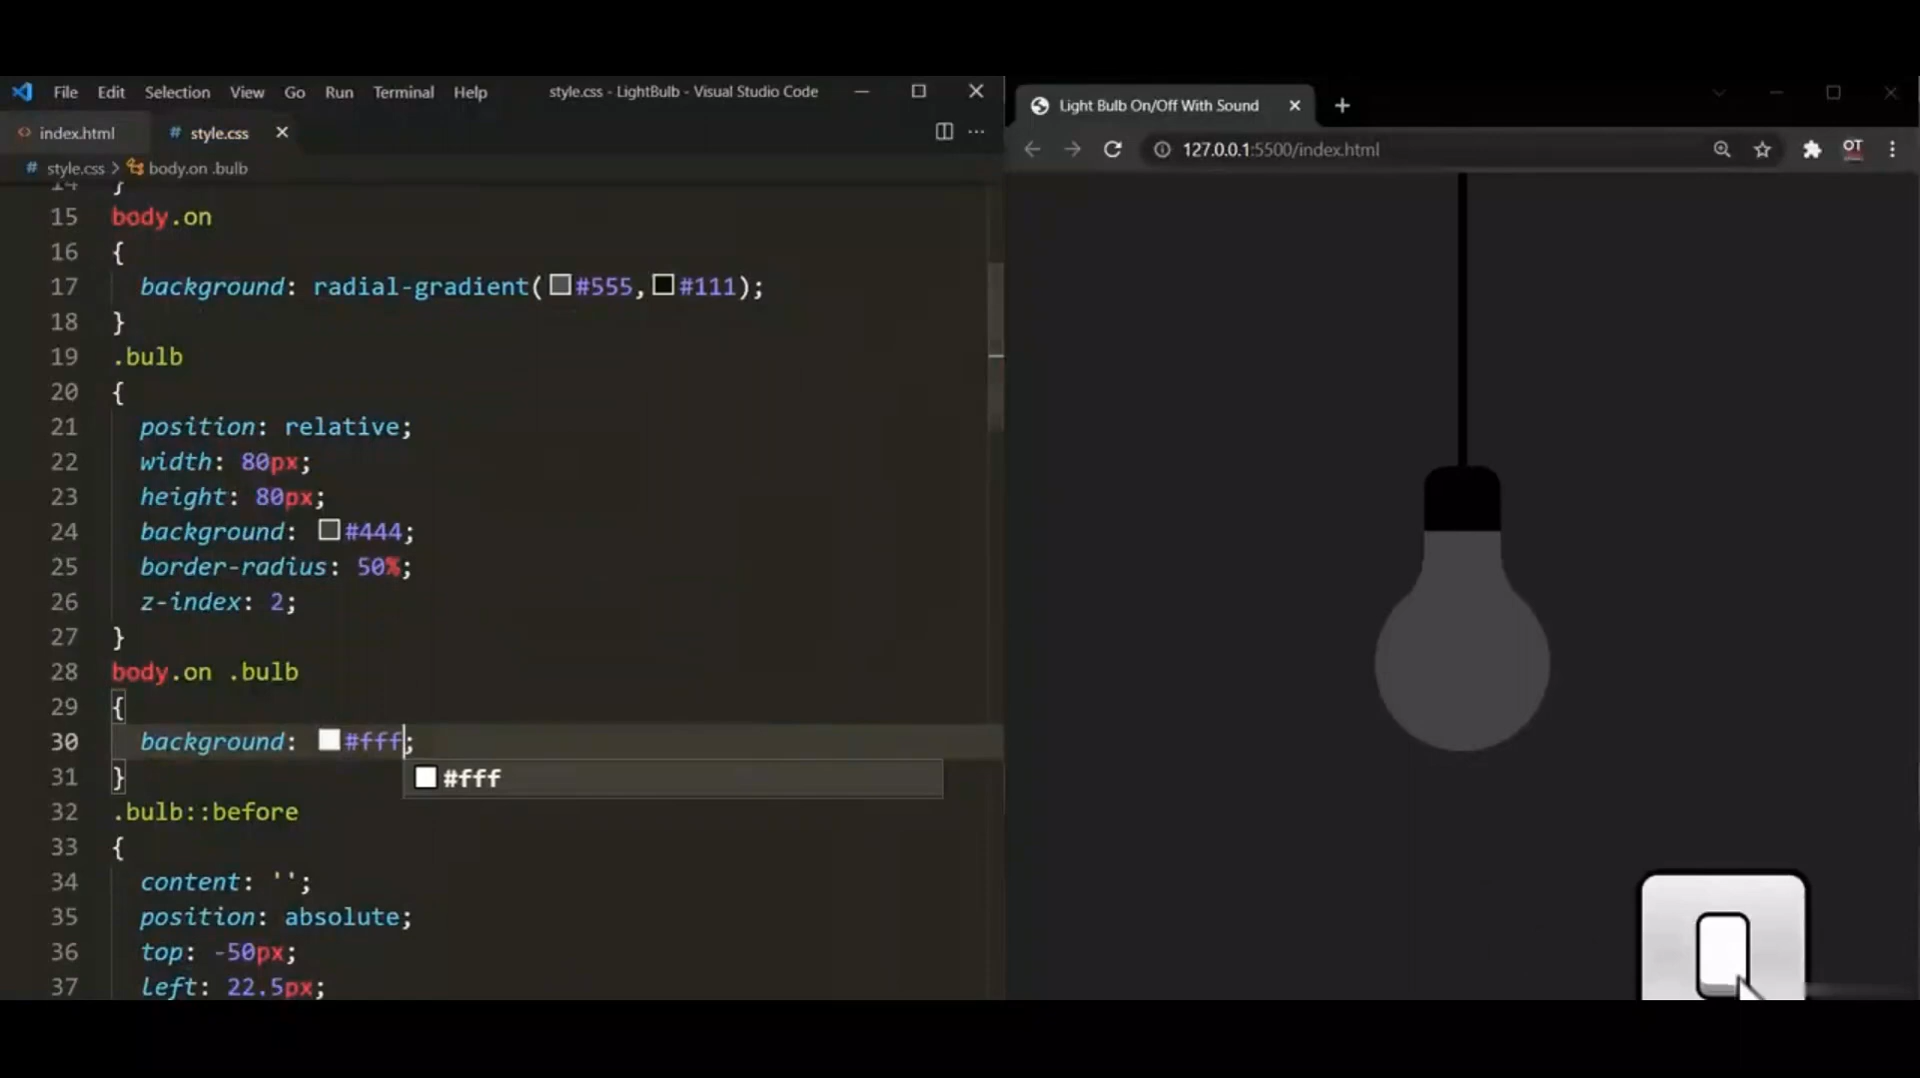 File Edit Selection View Go Run Terminal Help style.css - LightBulb - Visual Studio Code
index.html style.css
style.css > body.on .bulb
14 }
15 body.on
16 {
17 background: radial-gradient(#555,#111);
18 }
19 .bulb
20 {
21 position: relative;
22 width: 80px;
23 height: 80px;
24 background: #444;
25 border-radius: 50%;
26 z-index: 2;
27 }
28 body.on .bulb
29 {
30 background: #fff;
#fff
31 }
32 .bulb::before
33 {
34 content: '';
35 position: absolute;
36 top: -50px;
37 left: 22.5px;
Light Bulb On/Off With Sound
127.0.0.1:5500/index.html
OT